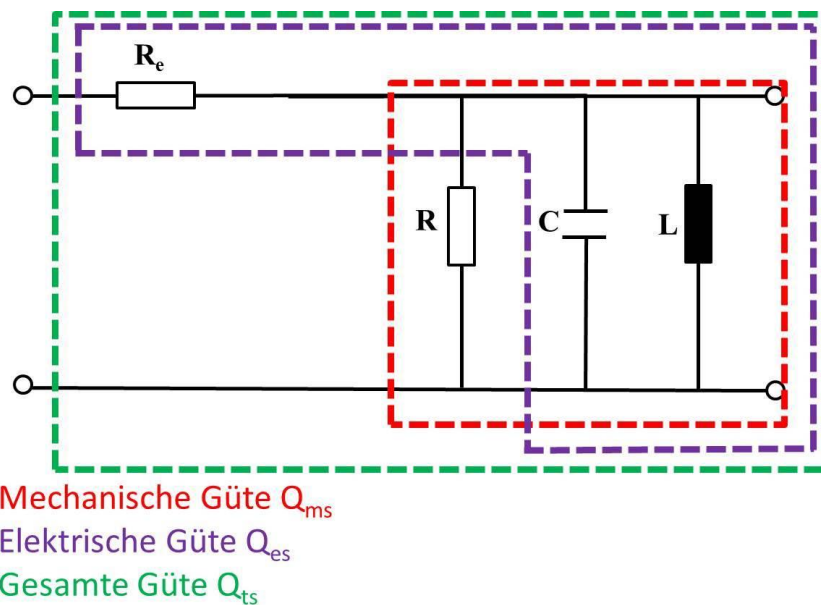 Re
R
C
L
Mechanische Güte Qms
Elektrische Güte Qes
Gesamte Güte Qts